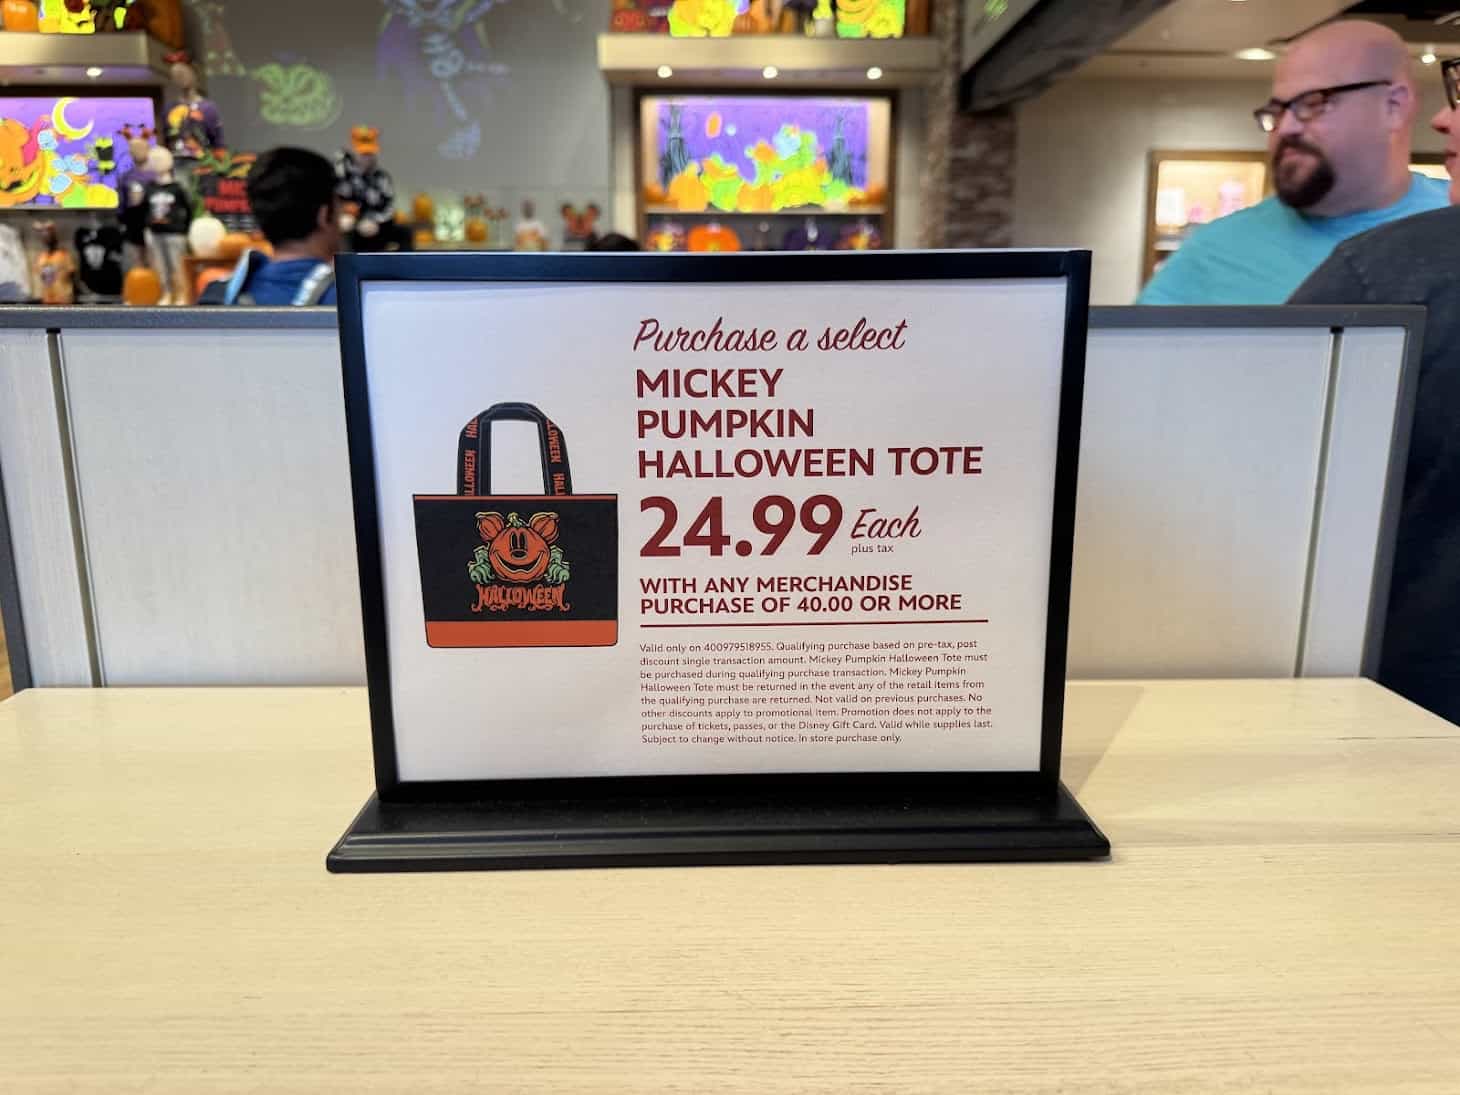 Purchase a select
MICKEY
PUMPKIN
HALLOWEEN TOTE
24.99 Each
plus tax
WITH ANY MERCHANDISE
PURCHASE OF 40.00 OR MORE
Valid only on 400979518955. Qualifying purchase based on pre-tax, post
discount single transaction amount. Mickey Pumpkin Halloween Tote must
be purchased during qualifying purchase transaction. Mickey Pumpkin
Halloween Tote must be returned in the event any of the retail items from
the qualifying purchase are returned. Not valid on previous purchases. No
other discounts apply to promotional item. Promotion does not apply to the
purchase of tickets, passes, or the Disney Gift Card. Valid while supplies last.
Subject to change without notice. In store purchase only.
HALLOWEEN
HALLOWEEN